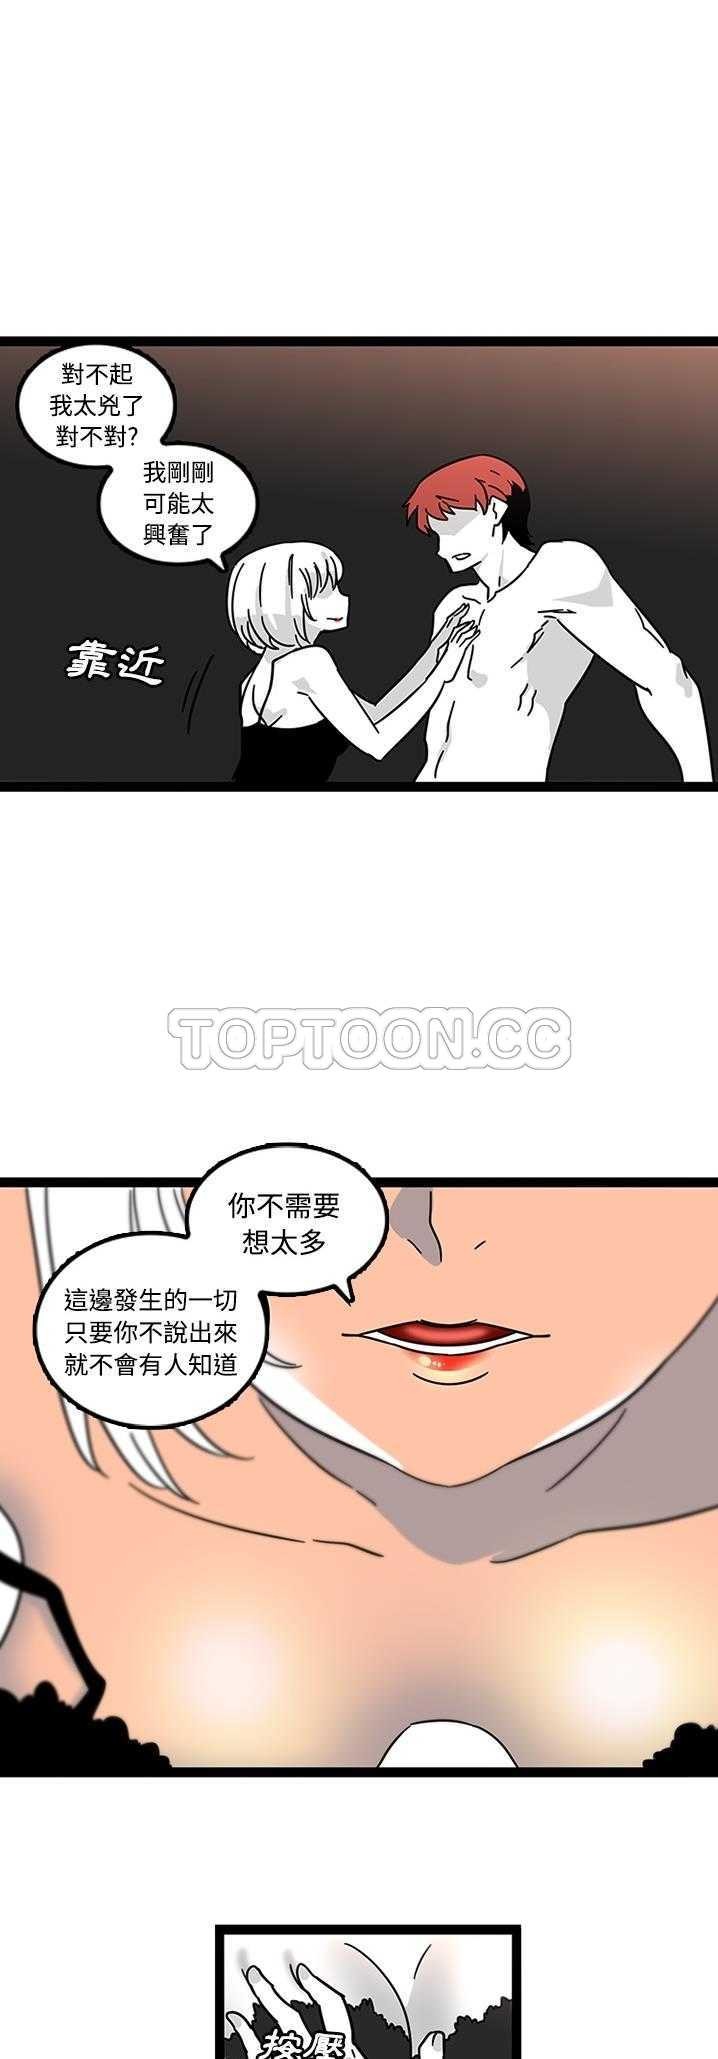 對不起
我太兇了
對不對?
我剛剛
可能太
興奮了
靠近
TOPTOON.CC
你不需要
想太多
這邊發生的一切
只要你不說出來
就不會有人知道
按壓